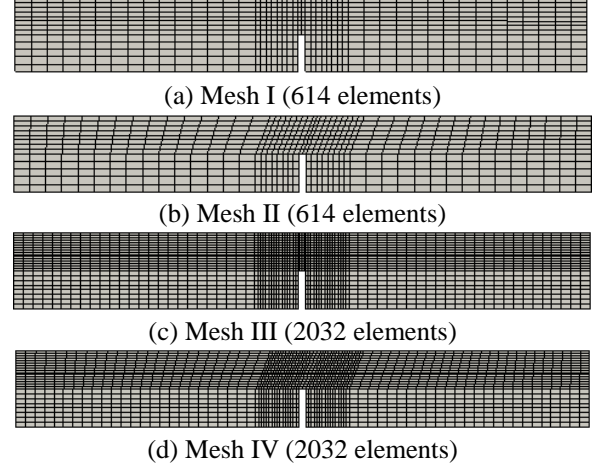 (a) Mesh I (614 elements)
(b) Mesh II (614 elements)
(c) Mesh III (2032 elements)
(d) Mesh IV (2032 elements)